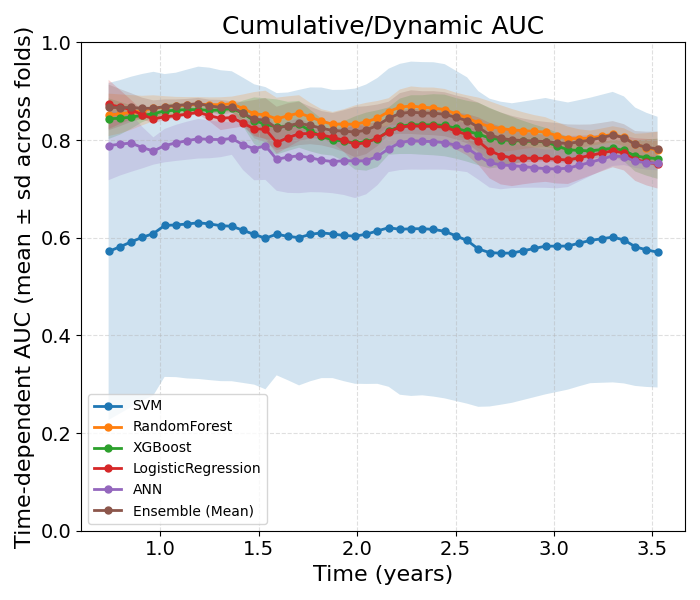 Cumulative/Dynamic AUC
Time-dependent AUC (mean ± sd across folds)
1.0
0.8
0.6
0.4
0.2
0.0
SVM
RandomForest
XGBoost
LogisticRegression
ANN
Ensemble (Mean)
1.0 1.5 2.0 2.5 3.0 3.5
Time (years)